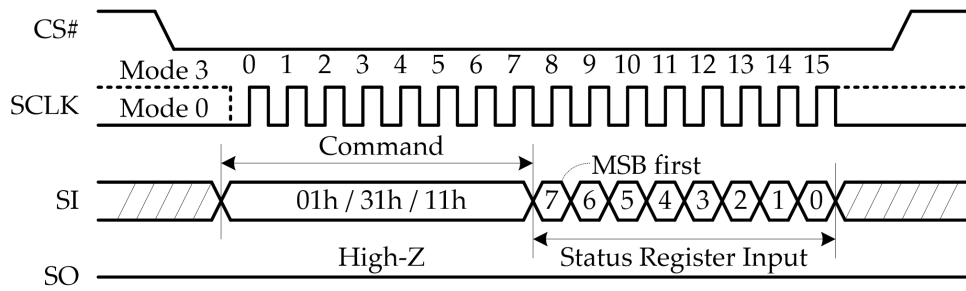 CS#
Mode 3
0 1 2 3 4 5 6 7 8 9 10 11 12 13 14 15
SCLK
Mode 0
Command
MSB first
SI
01h / 31h / 11h
7 6 5 4 3 2 1 0
High-Z
Status Register Input
SO